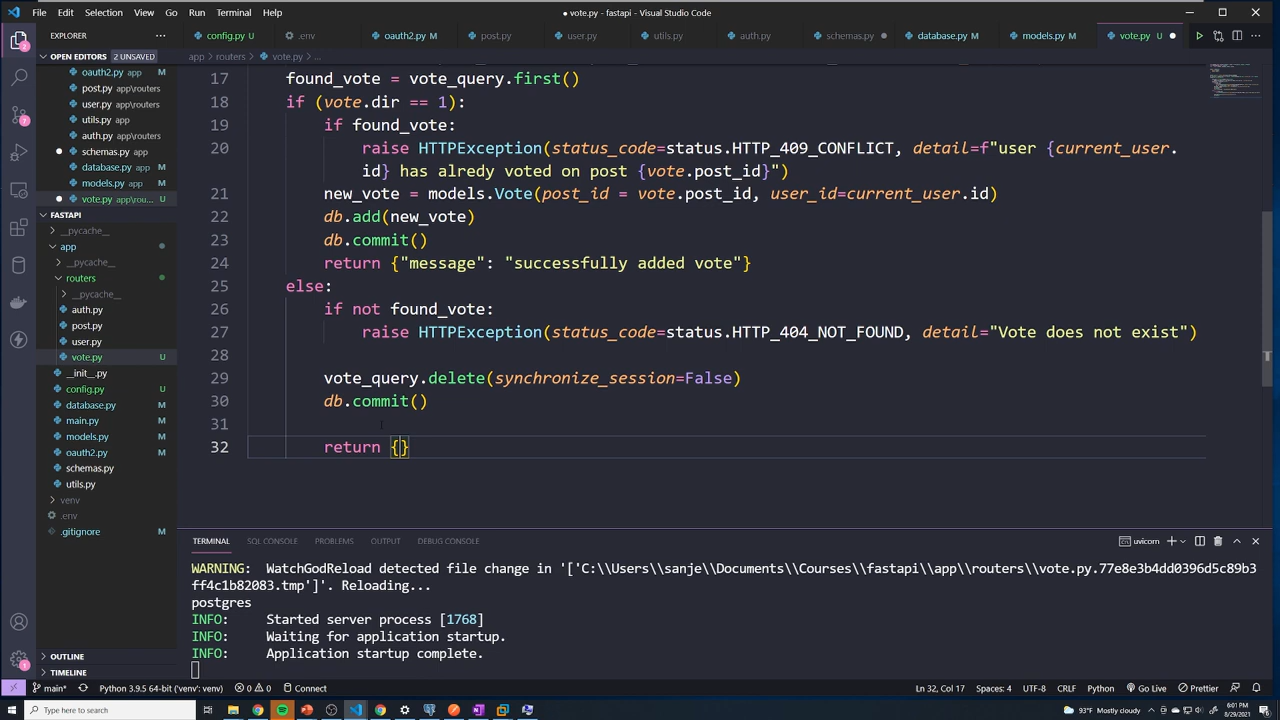 File Edit Selection View Go Run Terminal Help
● vote.py - fastapi - Visual Studio Code
EXPLORER
config.py U .env oauth2.py M post.py user.py utils.py auth.py schemas.py database.py M models.py M vote.py U
OPEN EDITORS 2 UNSAVED
app > routers > vote.py > ...
oauth2.py app
post.py app\routers
user.py app\routers
utils.py app
auth.py app\routers
schemas.py app
database.py app M
models.py app M
vote.py app\rou... U
FASTAPI
__pycache__
app
__pycache__
routers
__pycache__
auth.py
post.py
user.py
vote.py U
__init__.py
config.py U
database.py M
main.py
models.py M
oauth2.py M
schemas.py
utils.py
venv
.env
.gitignore M
OUTLINE
TIMELINE
17 found_vote = vote_query.first()
18 if (vote.dir == 1):
19 if found_vote:
20 raise HTTPException(status_code=status.HTTP_409_CONFLICT, detail=f"user {current_user.
id} has alredy voted on post {vote.post_id}")
21 new_vote = models.Vote(post_id = vote.post_id, user_id=current_user.id)
22 db.add(new_vote)
23 db.commit()
24 return {"message": "successfully added vote"}
25 else:
26 if not found_vote:
27 raise HTTPException(status_code=status.HTTP_404_NOT_FOUND, detail="Vote does not exist")
28
29 vote_query.delete(synchronize_session=False)
30 db.commit()
31
32 return {}
TERMINAL SQL CONSOLE PROBLEMS OUTPUT DEBUG CONSOLE
uvicorn
WARNING: WatchGodReload detected file change in '['C:\\Users\\sanje\\Documents\\Courses\\fastapi\\app\\routers\\vote.py.77e8e3b4dd0396d5c89b3
ff4c1b82083.tmp']'. Reloading...
postgres
INFO: Started server process [1768]
INFO: Waiting for application startup.
INFO: Application startup complete.
main* Python 3.9.5 64-bit ('venv': venv) 0 0 Connect
Ln 32, Col 17 Spaces: 4 UTF-8 CRLF Python Go Live Prettier
Type here to search
93°F Mostly cloudy
6:01 PM
8/29/2021